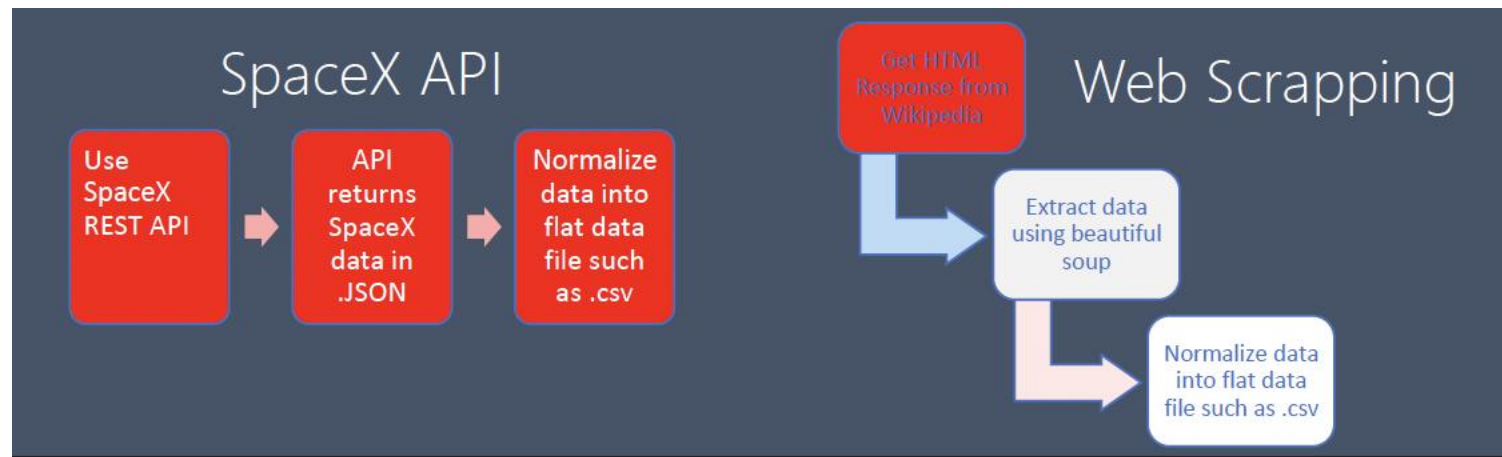 SpaceX API
Use
SpaceX
REST API
API
returns
SpaceX
data in
.JSON
Normalize
data into
flat data
file such
as .csv
Web Scrapping
Get HTML
Response from
Wikipedia
Extract data
using beautiful
soup
Normalize data
into flat data
file such as .csv